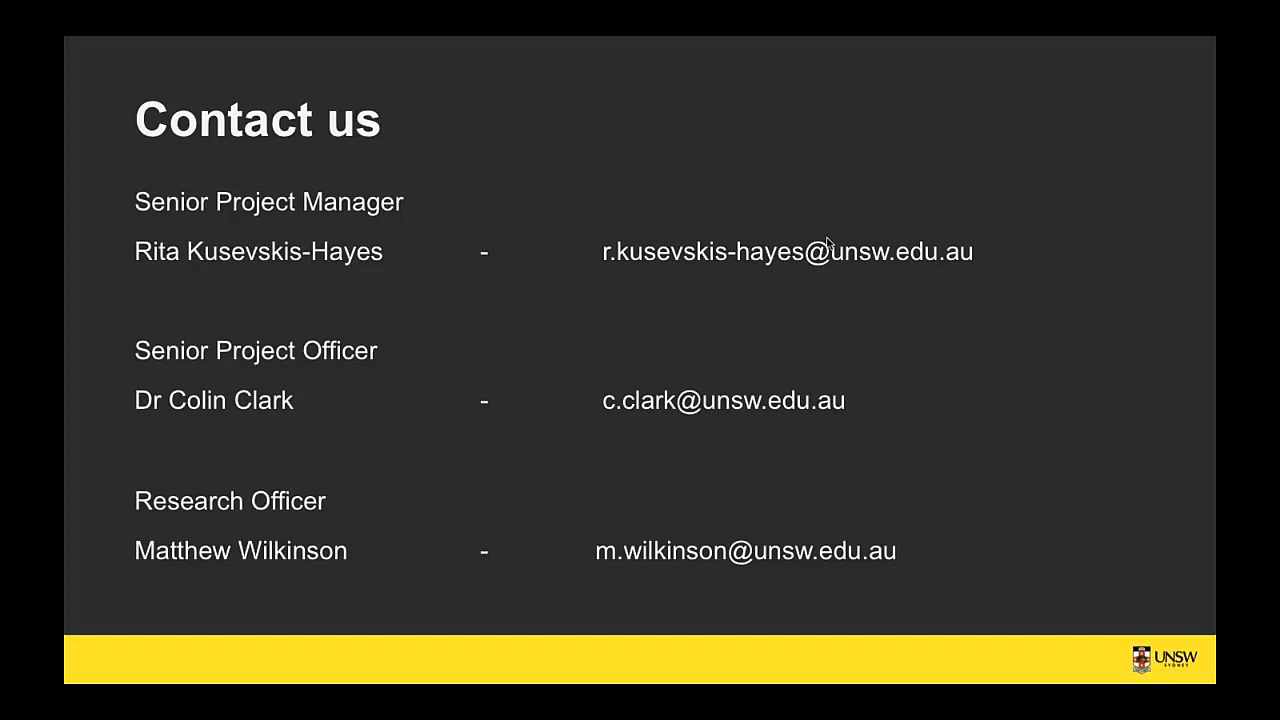 Contact us
Senior Project Manager
Rita Kusevskis-Hayes - r.kusevskis-hayes@unsw.edu.au
Senior Project Officer
Dr Colin Clark - c.clark@unsw.edu.au
Research Officer
Matthew Wilkinson - m.wilkinson@unsw.edu.au
UNSW
SYDNEY